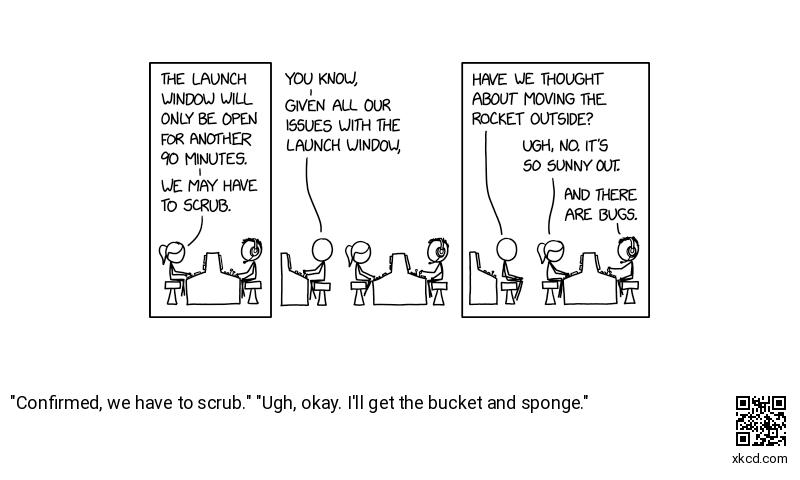 THE LAUNCH
WINDOW WILL
ONLY BE OPEN
FOR ANOTHER
90 MINUTES.
WE MAY HAVE
TO SCRUB.
YOU KNOW,
GIVEN ALL OUR
ISSUES WITH THE
LAUNCH WINDOW,
HAVE WE THOUGHT
ABOUT MOVING THE
ROCKET OUTSIDE?
UGH, NO. IT'S
SO SUNNY OUT.
AND THERE
ARE BUGS.
"Confirmed, we have to scrub." "Ugh, okay. I'll get the bucket and sponge."
xkcd.com